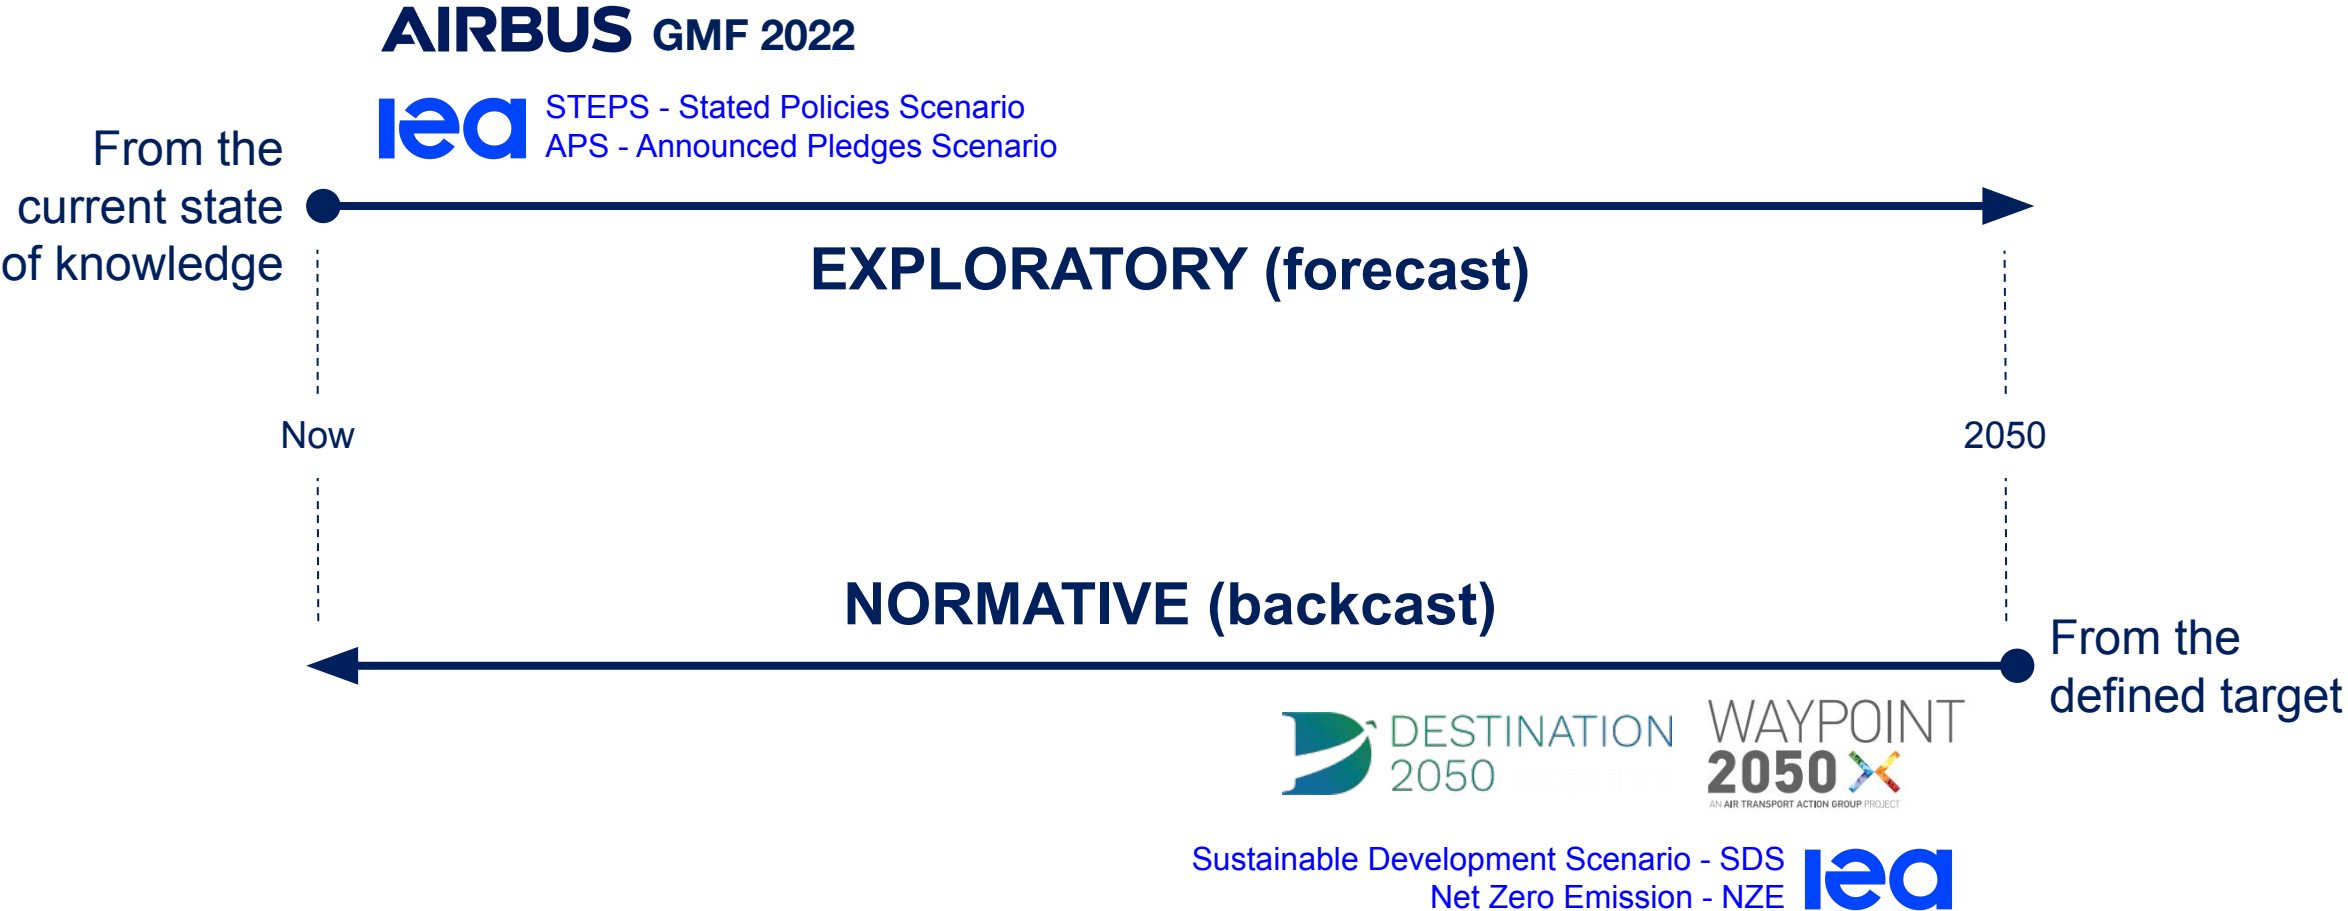 AIRBUS GMF 2022
iea
STEPS - Stated Policies Scenario
APS - Announced Pledges Scenario
From the
current state
of knowledge
EXPLORATORY (forecast)
Now
2050
NORMATIVE (backcast)
From the
defined target
DESTINATION
2050
WAYPOINT
2050
AN AIR TRANSPORT ACTION GROUP PROJECT
Sustainable Development Scenario - SDS
Net Zero Emission - NZE
iea